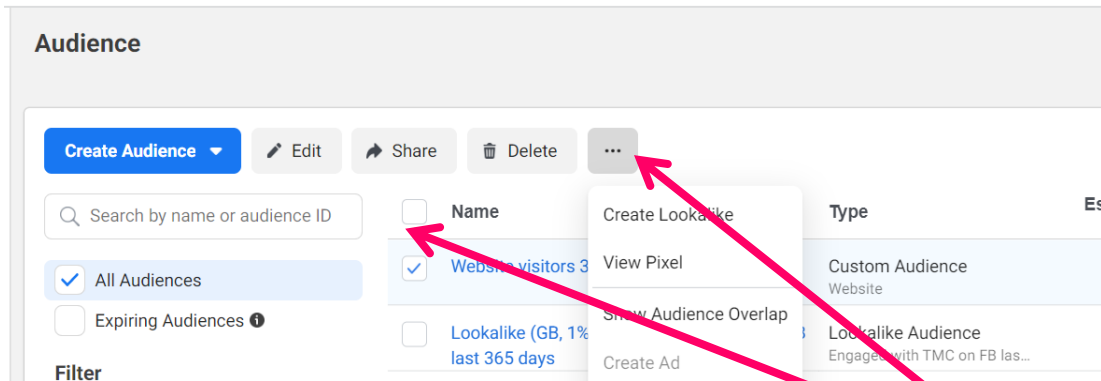 Audience
Create Audience
Edit
Share
Delete
...
Search by name or audience ID
All Audiences
Expiring Audiences
Filter
Name
Type
Es
Website visitors 3
Custom Audience
Website
Lookalike (GB, 1%
last 365 days
3
Lookalike Audience
Engaged with TMC on FB las...
Create Lookalike
View Pixel
Show Audience Overlap
Create Ad